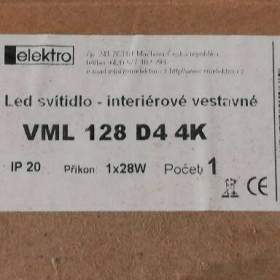 elektro
Led svítidlo - interiérové vestavné
VML 128 D4 4K
IP 20 Příkon 1x28W Počet 1
CE